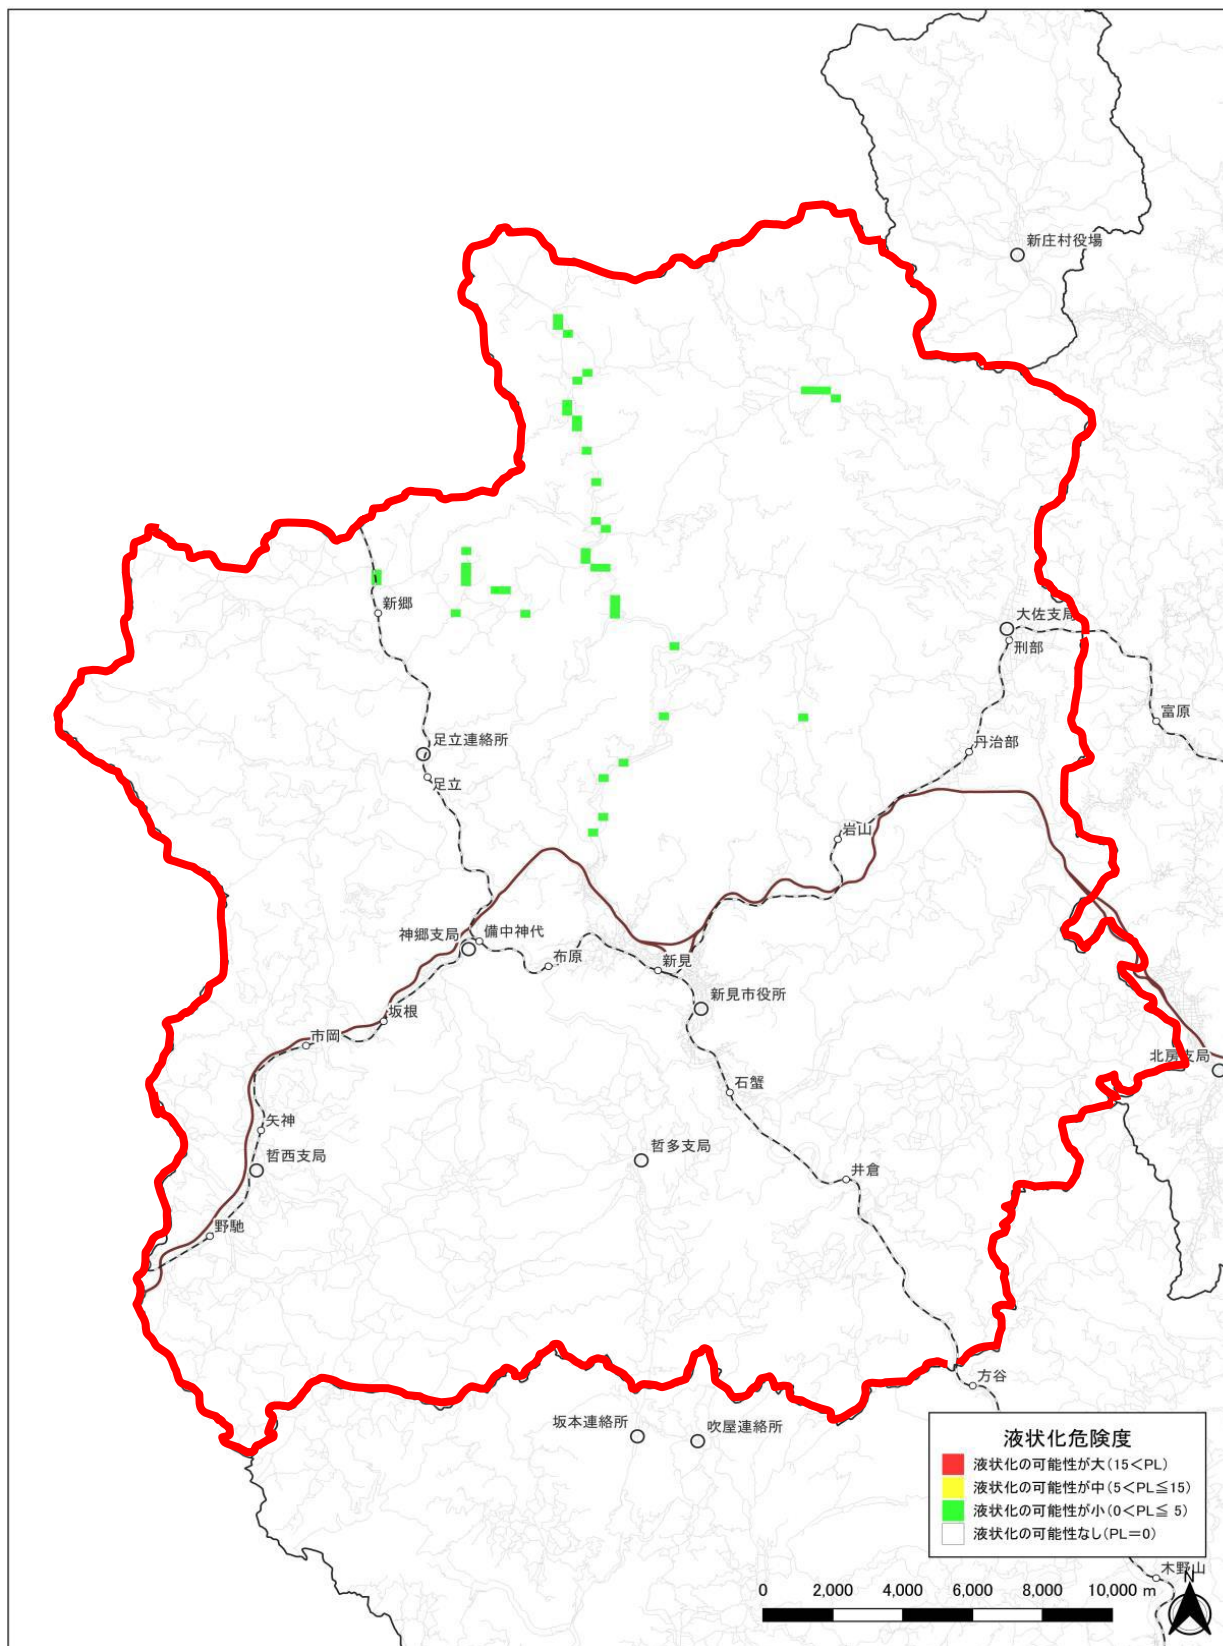 新庄村役場
新郷
大佐支局
刑部
富原
足立連絡所
丹治部
足立
岩山
神郷支局
備中神代
布原
新見
新見市役所
坂根
市岡
北房支局
石蟹
矢神
哲西支局
哲多支局
井倉
野馳
方谷
坂本連絡所
吹屋連絡所
液状化危険度
液状化の可能性が大(15<PL)
液状化の可能性が中(5<PL≦15)
液状化の可能性が小(0<PL≦ 5)
液状化の可能性なし(PL=0)
木野山
N
0 2,000 4,000 6,000 8,000 10,000 m